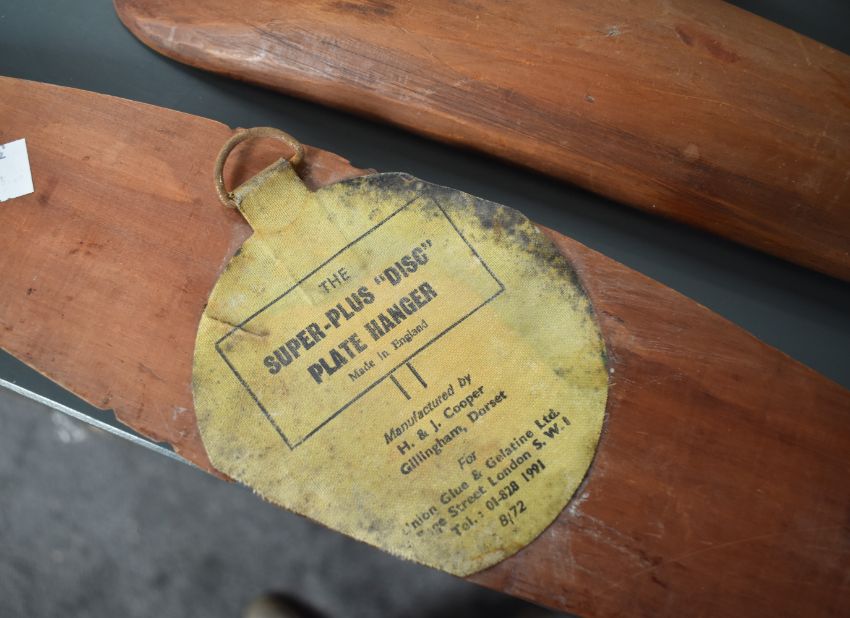 THE
SUPER-PLUS "DISC"
PLATE HANGER
Made in England
Manufactured by
H. & J. Cooper
Gillingham, Dorset
For
Union Glue & Gelatine Ltd.
Street London S.W.1
Tel.: 01-828 1991
8/72